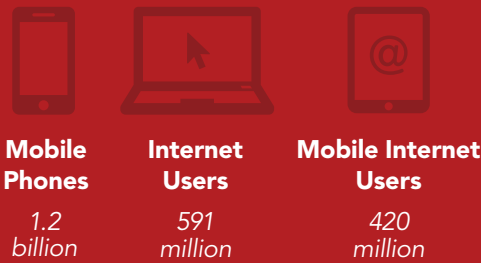 @
Mobile
Phones
1.2
billion
Internet
Users
591
million
Mobile Internet
Users
420
million